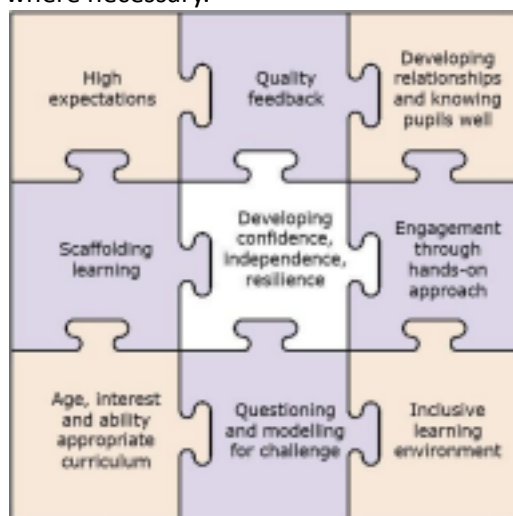 where necessary.
High
expectations
Quality
feedback
Developing
relationships
and knowing
pupils well
Scaffolding
learning
Developing
confidence,
independence,
resilience
Engagement
through
hands-on
approach
Age, interest
and ability
appropriate
curriculum
Questioning
and modelling
for challenge
Inclusive
learning
environment